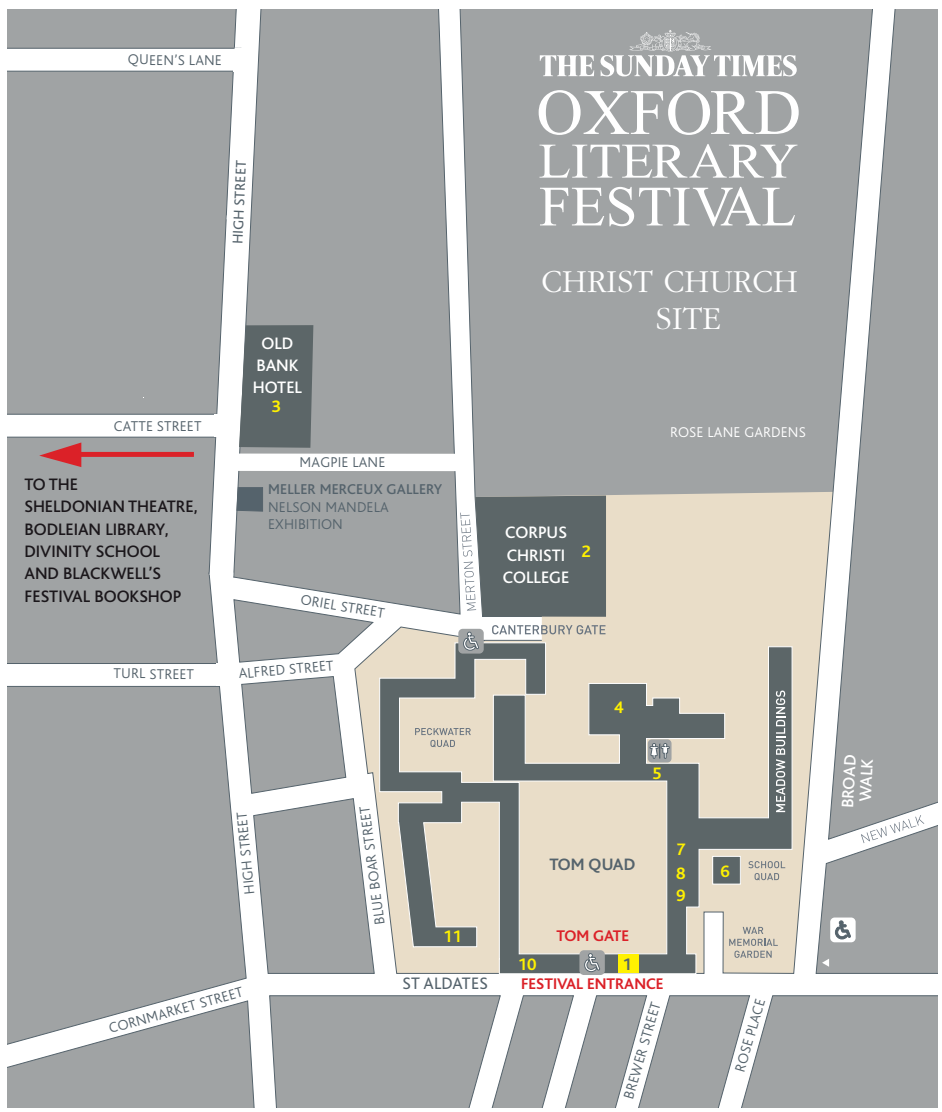 THE SUNDAY TIMES
OXFORD
LITERARY
FESTIVAL
CHRIST CHURCH
SITE
QUEEN'S LANE
HIGH STREET
OLD
BANK
HOTEL
3
CATTE STREET
ROSE LANE GARDENS
TO THE
SHELDONIAN THEATRE,
BODLEIAN LIBRARY,
DIVINITY SCHOOL
AND BLACKWELL'S
FESTIVAL BOOKSHOP
MAGPIE LANE
MELLER MERCEUX GALLERY
NELSON MANDELA
EXHIBITION
MERTON STREET
CORPUS
CHRISTI
COLLEGE
2
ORIEL STREET
CANTERBURY GATE
TURL STREET
ALFRED STREET
PECKWATER
QUAD
4
5
MEADOW BUILDINGS
BROAD
WALK
NEW WALK
HIGH STREET
BLUE BOAR STREET
TOM QUAD
7
8
9
6
SCHOOL
QUAD
11
TOM GATE
WAR
MEMORIAL
GARDEN
10
1
ST ALDATES
FESTIVAL ENTRANCE
CORNMARKET STREET
BREWER STREET
ROSE PLACE